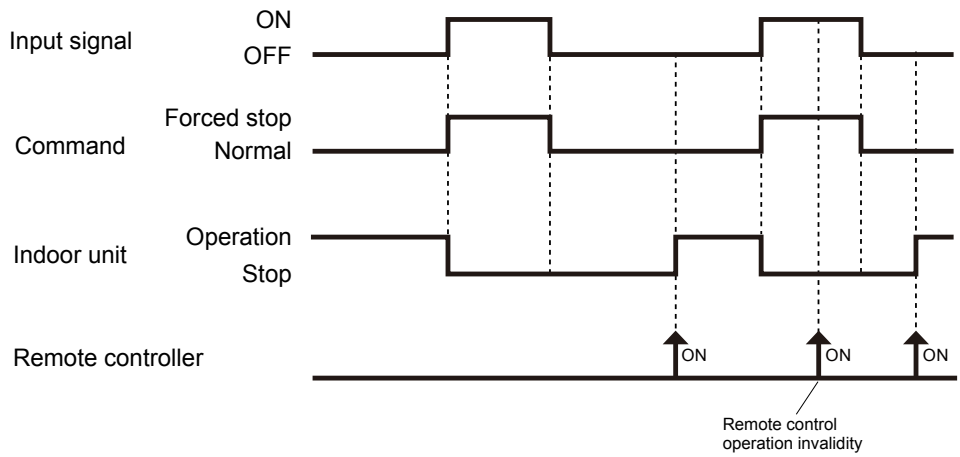 Input signal
ON
OFF
Command
Forced stop
Normal
Indoor unit
Operation
Stop
Remote controller
ON
ON
ON
Remote control
operation invalidity